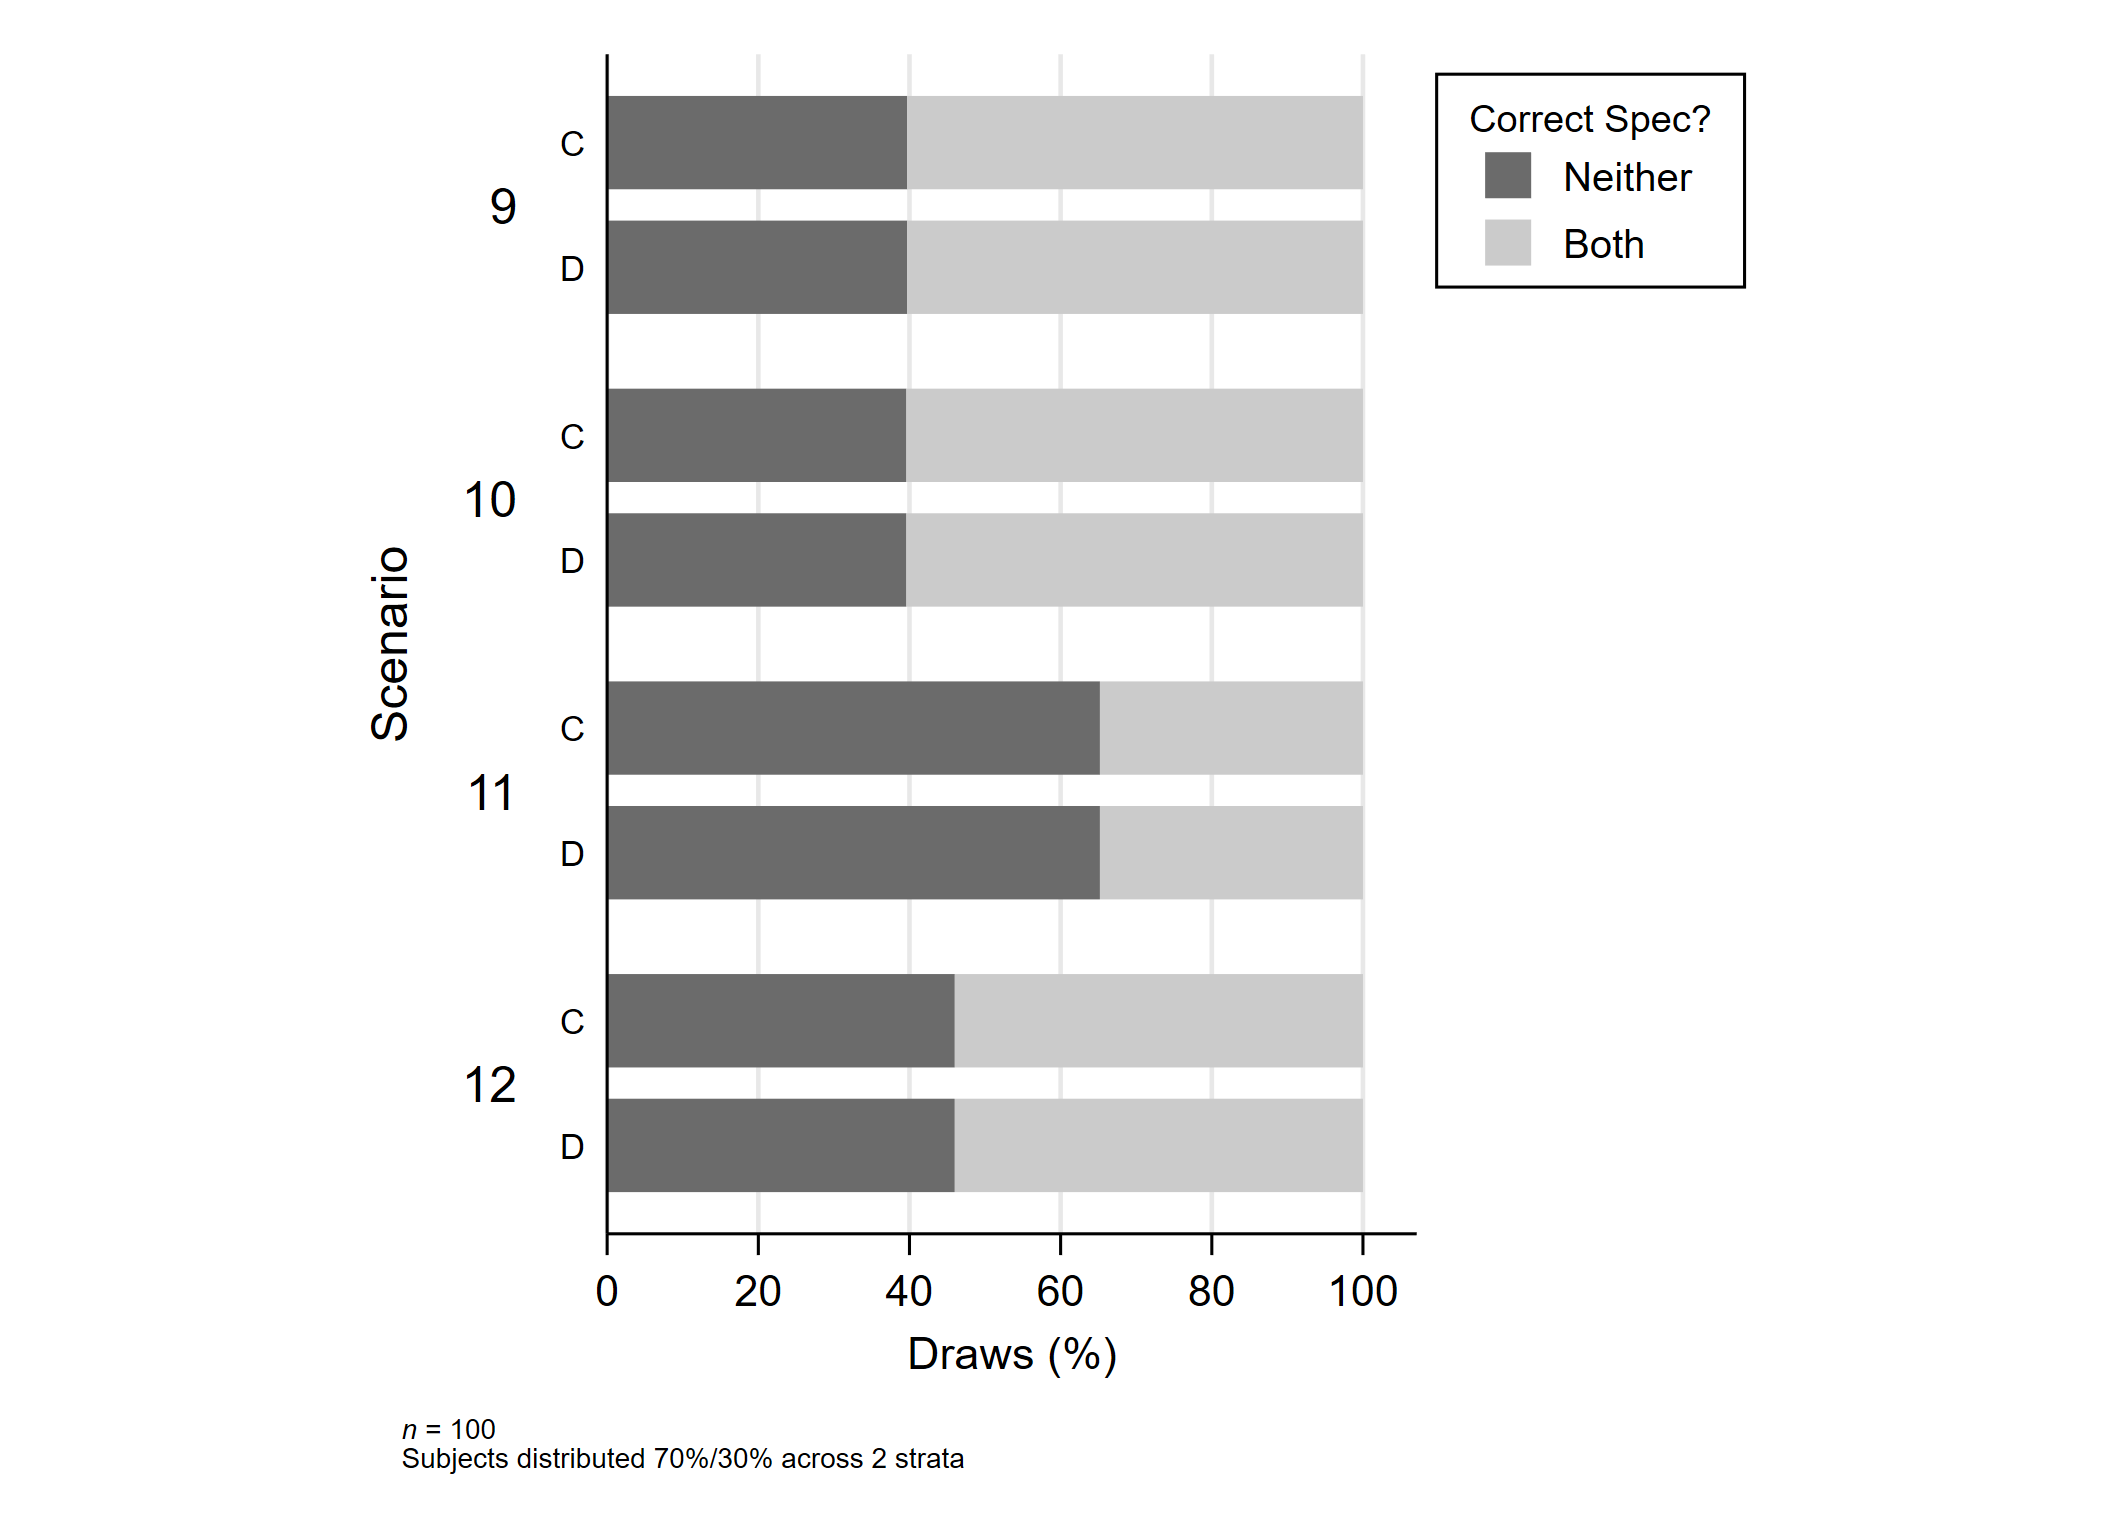 Correct Spec?
Neither
Both
Scenario
9
C
D
10
C
D
11
C
D
12
C
D
0 20 40 60 80 100
Draws (%)
n = 100
Subjects distributed 70%/30% across 2 strata